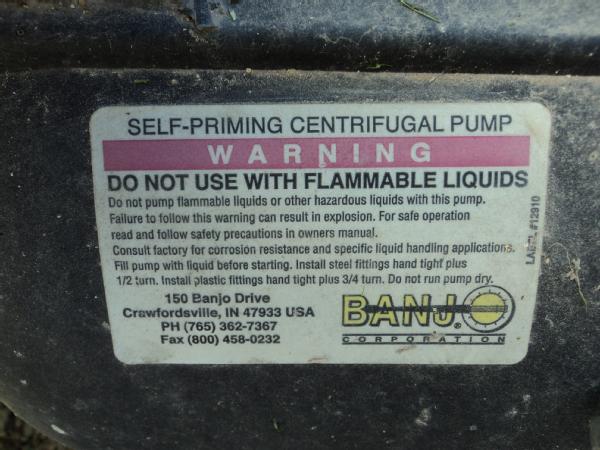 SELF-PRIMING CENTRIFUGAL PUMP
WARNING
DO NOT USE WITH FLAMMABLE LIQUIDS
Do not pump flammable liquids or other hazardous liquids with this pump.
Failure to follow this warning can result in explosion. For safe operation
read and follow safety precautions in owners manual.
Consult factory for corrosion resistance and specific liquid handling applications.
Fill pump with liquid before starting. Install steel fittings hand tight plus
1/2 turn. Install plastic fittings hand tight plus 3/4 turn. Do not run pump dry.
150 Banjo Drive
Crawfordsville, IN 47933 USA
PH (765) 362-7367
Fax (800) 458-0232
BANJO
CORPORATION
LABEL #12910